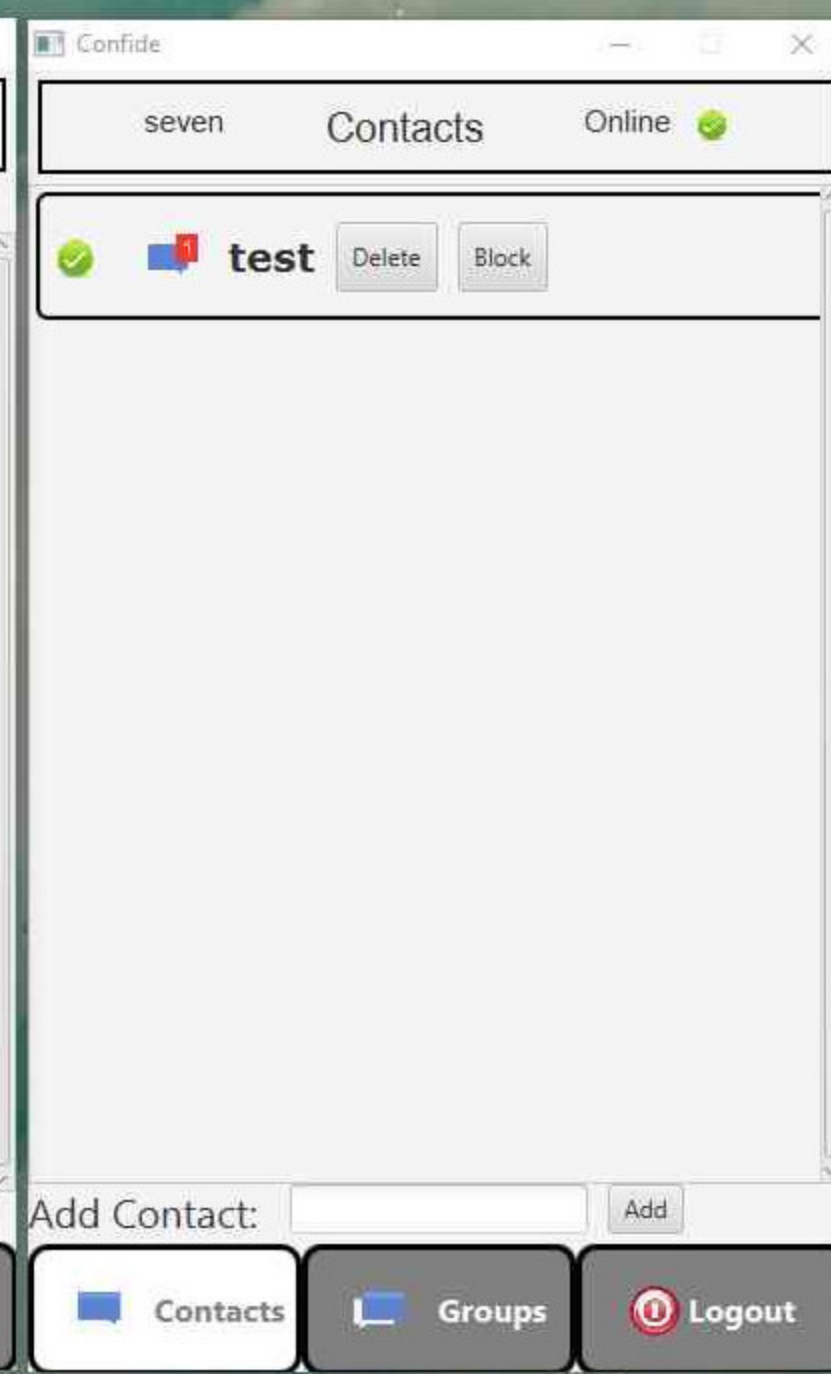 Confide
seven Contacts Online
1 test Delete Block
Add Contact: Add
Contacts Groups Logout